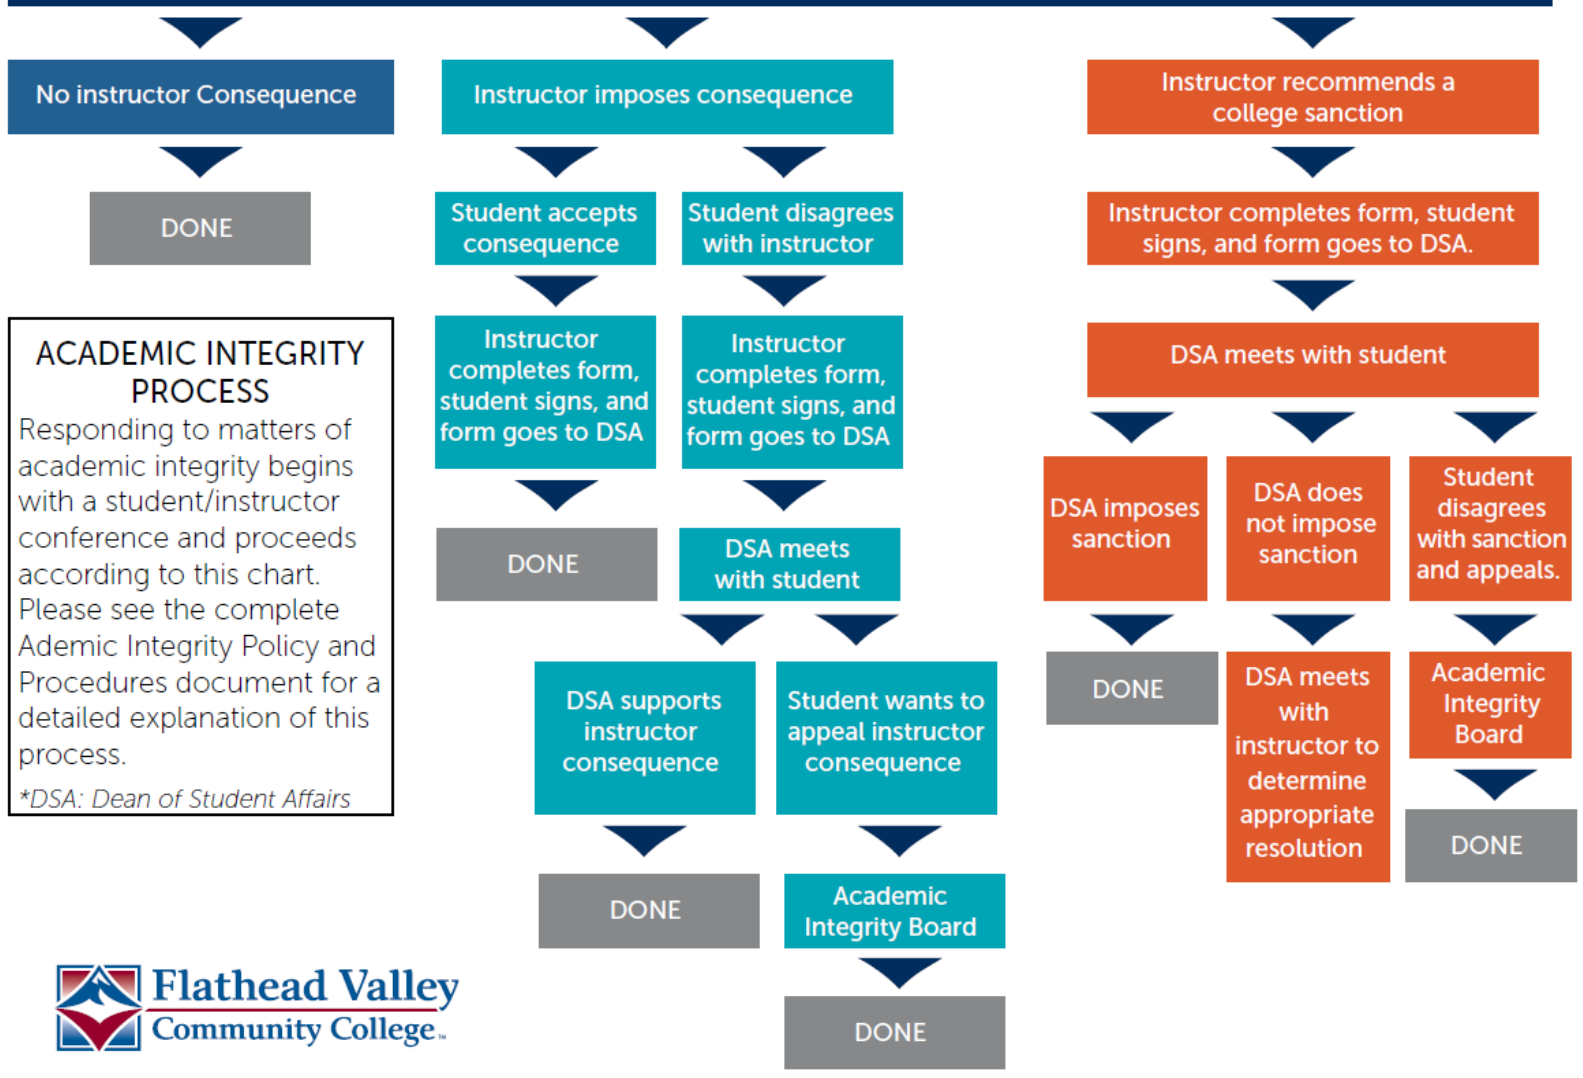 No instructor Consequence
DONE
Instructor imposes consequence
Student accepts
consequence
Instructor
completes form,
student signs, and
form goes to DSA
DONE
Student disagrees
with instructor
Instructor
completes form,
student signs, and
form goes to DSA
DSA meets
with student
DSA supports
instructor
consequence
DONE
Student wants to
appeal instructor
consequence
Academic
Integrity Board
DONE
Instructor recommends a
college sanction
Instructor completes form, student
signs, and form goes to DSA.
DSA meets with student
DSA imposes
sanction
DONE
DSA does
not impose
sanction
DSA meets
with
instructor to
determine
appropriate
resolution
Student
disagrees
with sanction
and appeals.
Academic
Integrity
Board
DONE
ACADEMIC INTEGRITY
PROCESS
Responding to matters of
academic integrity begins
with a student/instructor
conference and proceeds
according to this chart.
Please see the complete
Ademic Integrity Policy and
Procedures document for a
detailed explanation of this
process.
*DSA: Dean of Student Affairs
Flathead Valley
Community College™